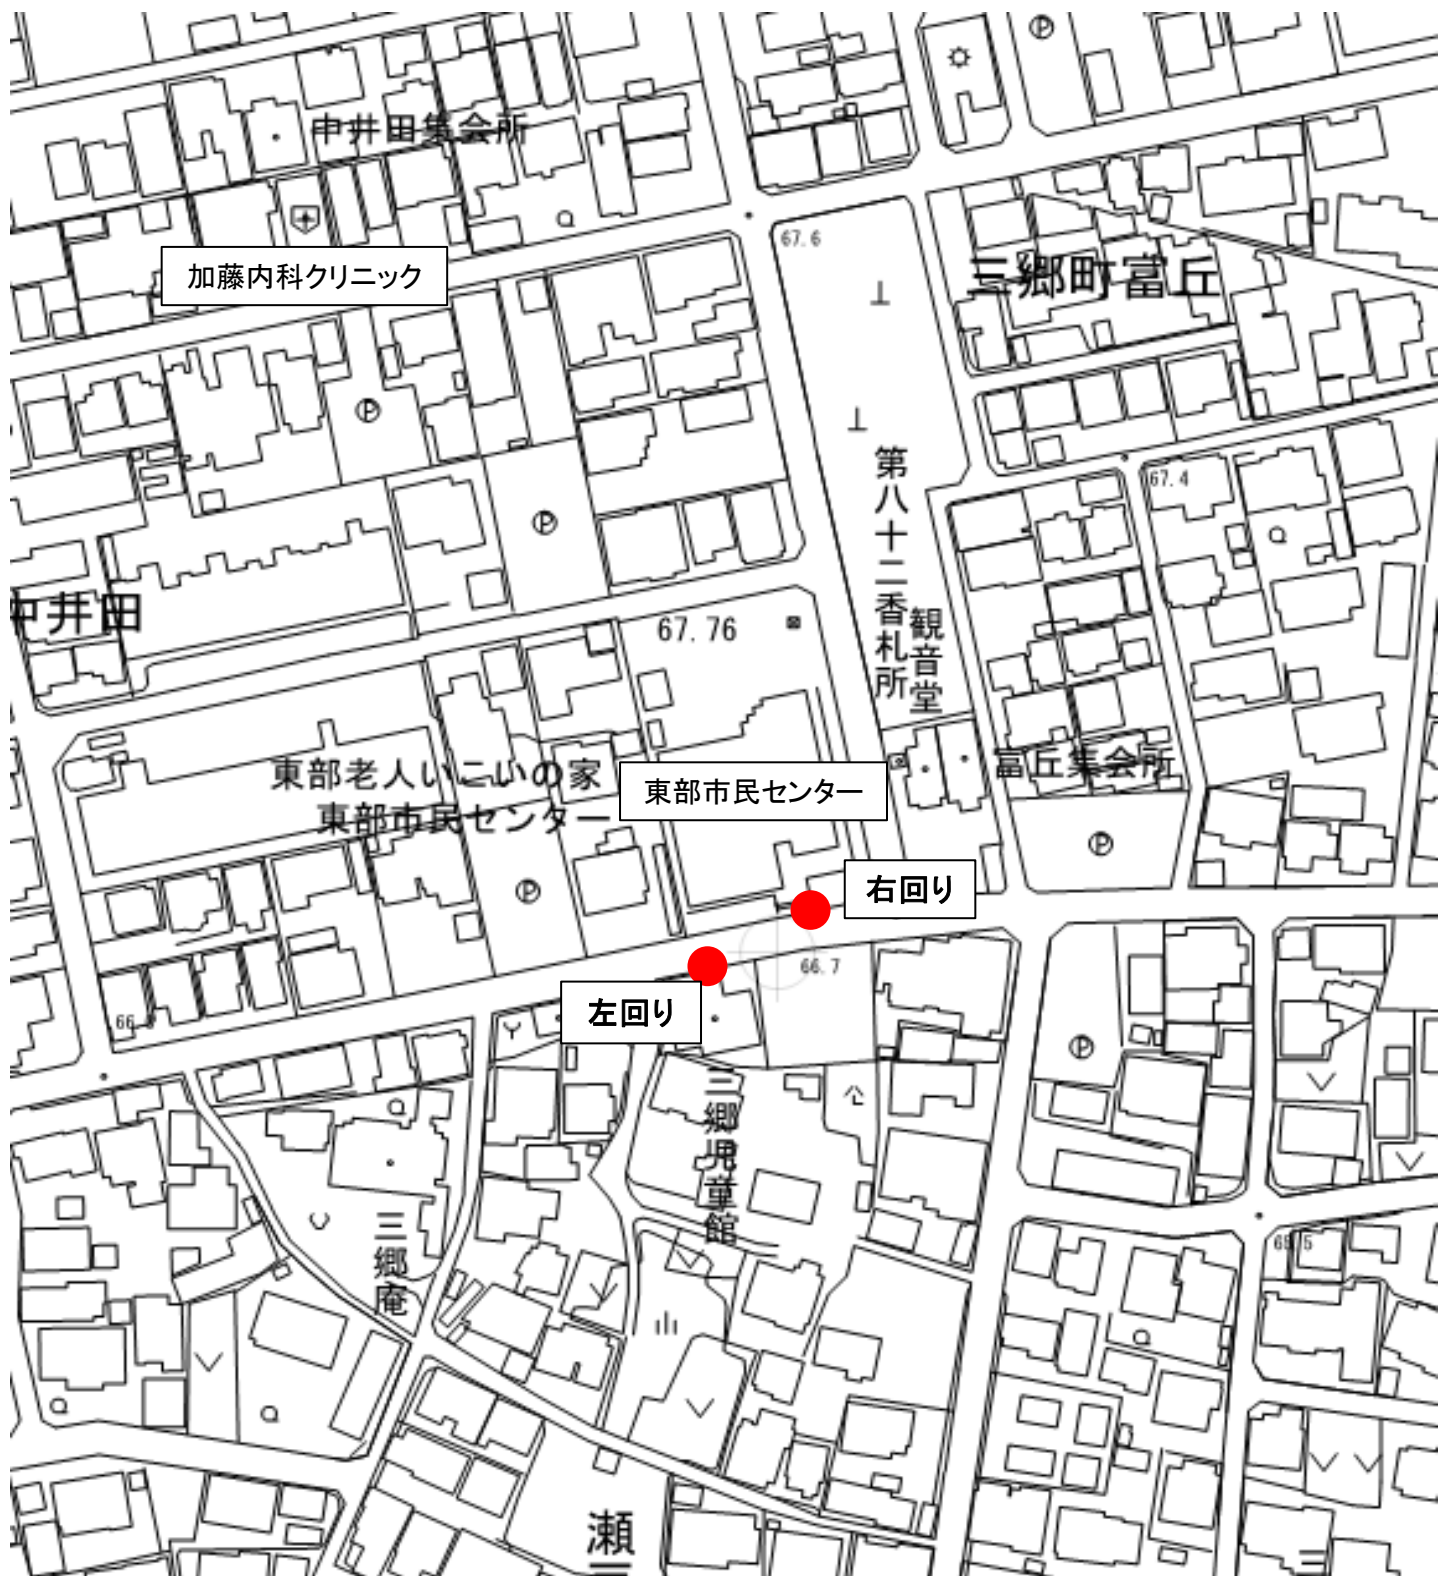 中井田集会所
67.6
加藤内科クリニック
三郷町富丘
67.4
第八十二番札所
観音堂
中井田
67.76
富丘集会所
東部老人いこいの家
東部市民センター
東部市民センター
右回り
66.7
左回り
三郷児童館
三郷庵
65.5
瀬
三